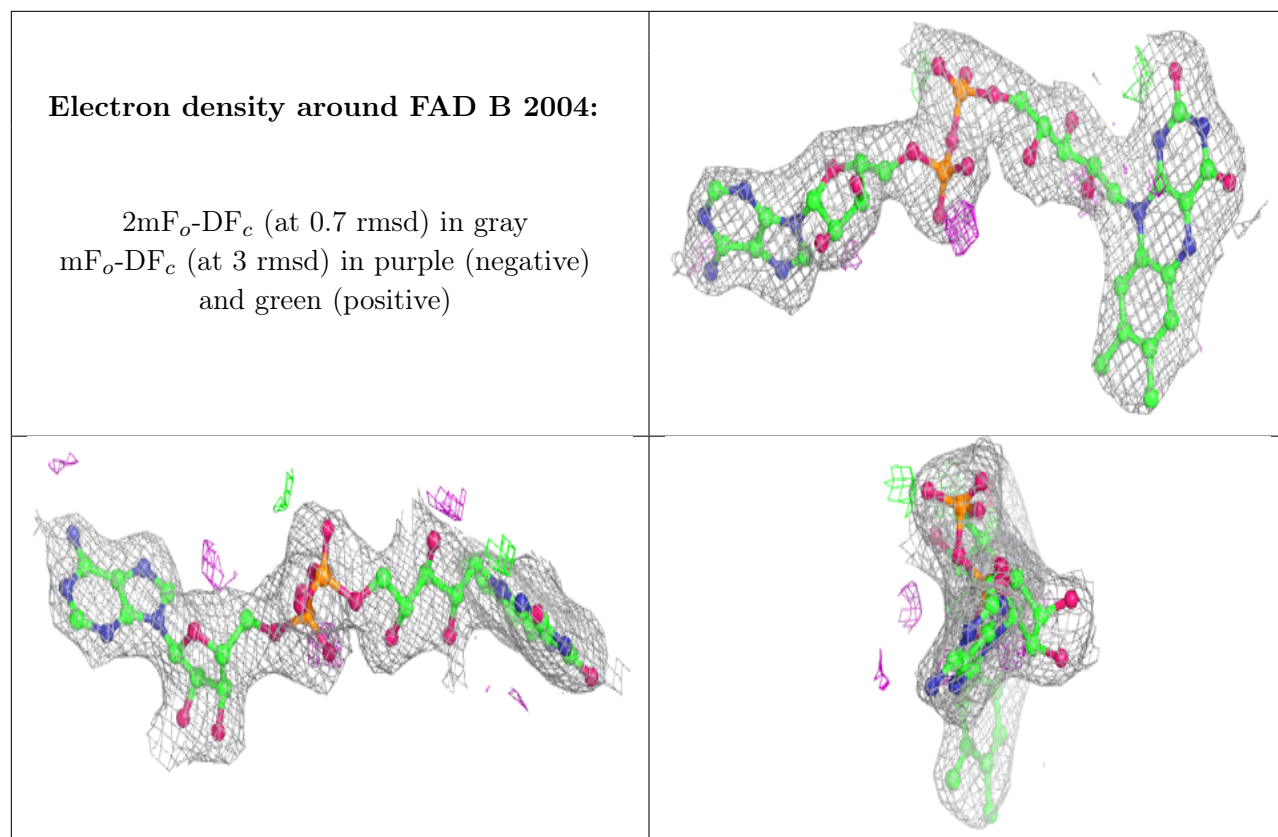 Electron density around FAD B 2004:
2mFₒ-DF𝒸 (at 0.7 rmsd) in gray
mFₒ-DF𝒸 (at 3 rmsd) in purple (negative)
and green (positive)